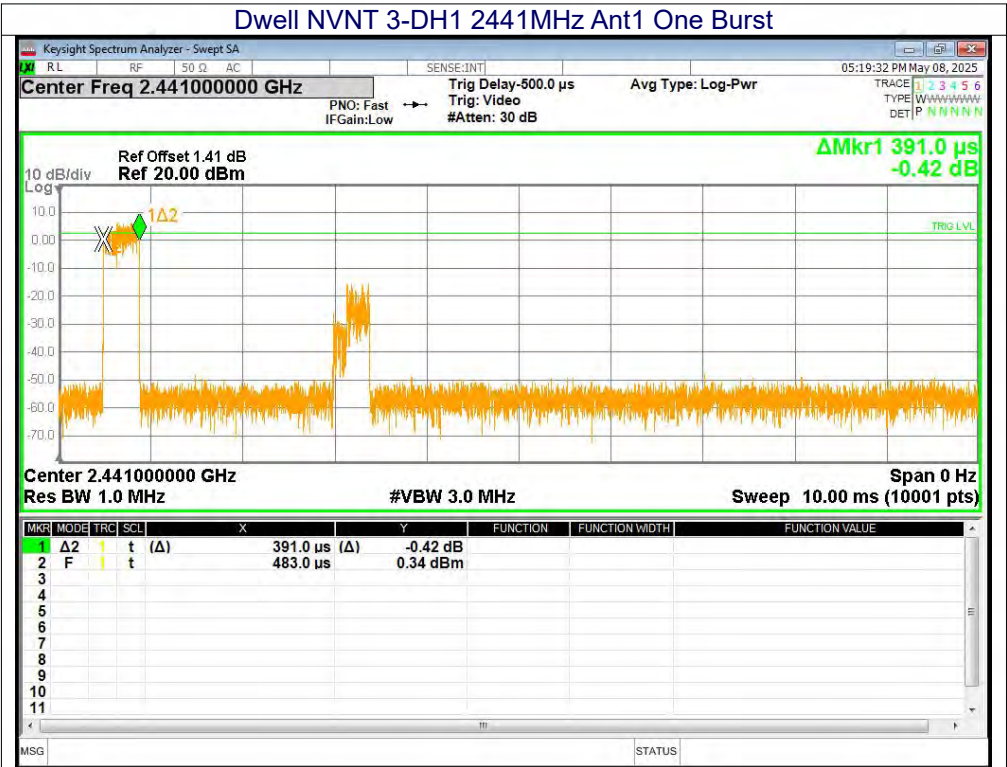 Dwell NVNT 3-DH1 2441MHz Ant1 One Burst
Keysight Spectrum Analyzer - Swept SA
LXI RL RF 50 Ω AC SENSE:INT 05:19:32 PM May 08, 2025
Center Freq 2.441000000 GHz Trig Delay-500.0 µs Avg Type: Log-Pwr TRACE 1 2 3 4 5 6
PNO: Fast Trig: Video TYPE WWWWWWW
IFGain:Low #Atten: 30 dB DET P N N N N N
ΔMkr1 391.0 µs
-0.42 dB
Ref Offset 1.41 dB
10 dB/div Ref 20.00 dBm
Log
10.0
1Δ2
TRIG LVL
0.00
-10.0
-20.0
-30.0
-40.0
-50.0
-60.0
-70.0
Center 2.441000000 GHz Span 0 Hz
Res BW 1.0 MHz #VBW 3.0 MHz Sweep 10.00 ms (10001 pts)
MKR MODE TRC SCL X Y FUNCTION FUNCTION WIDTH FUNCTION VALUE
1 Δ2 1 t (Δ) 391.0 µs (Δ) -0.42 dB
2 F 1 t 483.0 µs 0.34 dBm
3
4
5
6
7
8
9
10
11
MSG STATUS